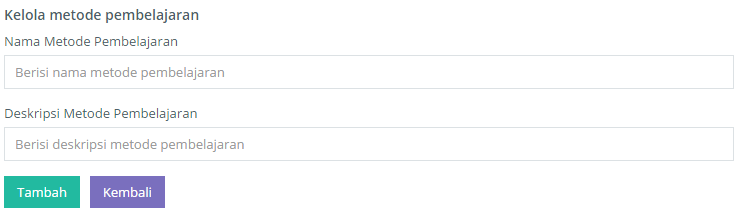 Kelola metode pembelajaran
Nama Metode Pembelajaran
Berisi nama metode pembelajaran
Deskripsi Metode Pembelajaran
Berisi deskripsi metode pembelajaran
Tambah Kembali